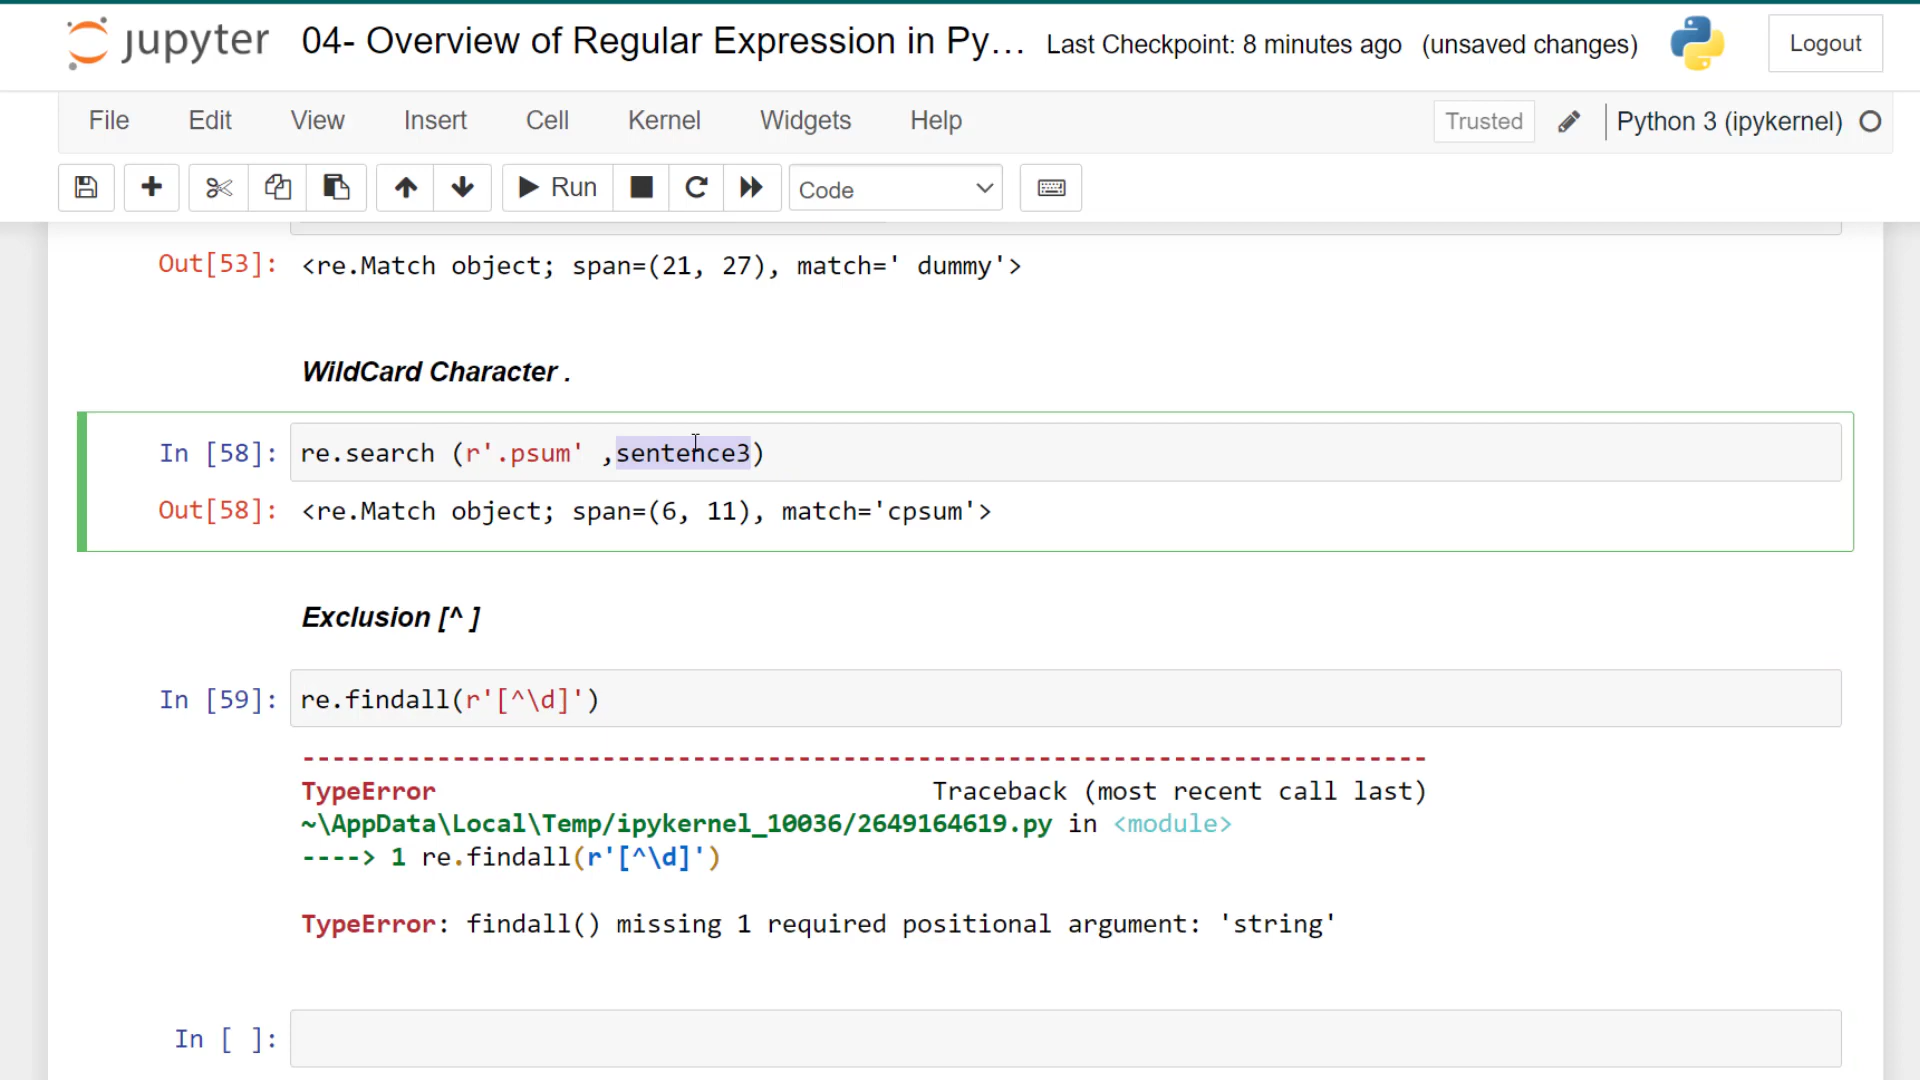 jupyter 04- Overview of Regular Expression in Py... Last Checkpoint: 8 minutes ago (unsaved changes) Logout
File Edit View Insert Cell Kernel Widgets Help Trusted Python 3 (ipykernel)
Run Code
Out[53]: <re.Match object; span=(21, 27), match=' dummy'>
WildCard Character .
In [58]: re.search (r'.psum' ,sentence3)
Out[58]: <re.Match object; span=(6, 11), match='cpsum'>
Exclusion [^ ]
In [59]: re.findall(r'[^\d]')
---------------------------------------------------------------------------
TypeError Traceback (most recent call last)
~\AppData\Local\Temp/ipykernel_10036/2649164619.py in <module>
----> 1 re.findall(r'[^\d]')
TypeError: findall() missing 1 required positional argument: 'string'
In [ ]: